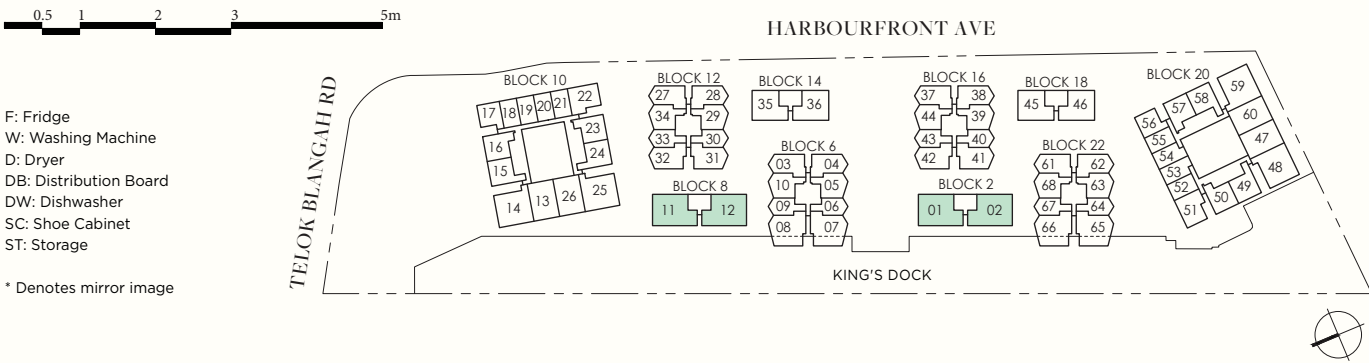 0.5 1 2 3 5m
HARBOURFRONT AVE
TELOK BLANGAH RD
F: Fridge
W: Washing Machine
D: Dryer
DB: Distribution Board
DW: Dishwasher
SC: Shoe Cabinet
ST: Storage
* Denotes mirror image
BLOCK 10
17 18 19 20 21 22
16 23
15 24
14 13 26 25
BLOCK 12
27 28
34 29
33 30
32 31
BLOCK 14
35 36
BLOCK 8
11 12
BLOCK 6
03 04
10 05
09 06
08 07
BLOCK 16
37 38
44 39
43 40
42 41
BLOCK 18
45 46
BLOCK 2
01 02
BLOCK 22
61 62
68 63
67 64
66 65
BLOCK 20
56 57 58 59
55 60
54 47
53 48
52 49
51 50
KING'S DOCK